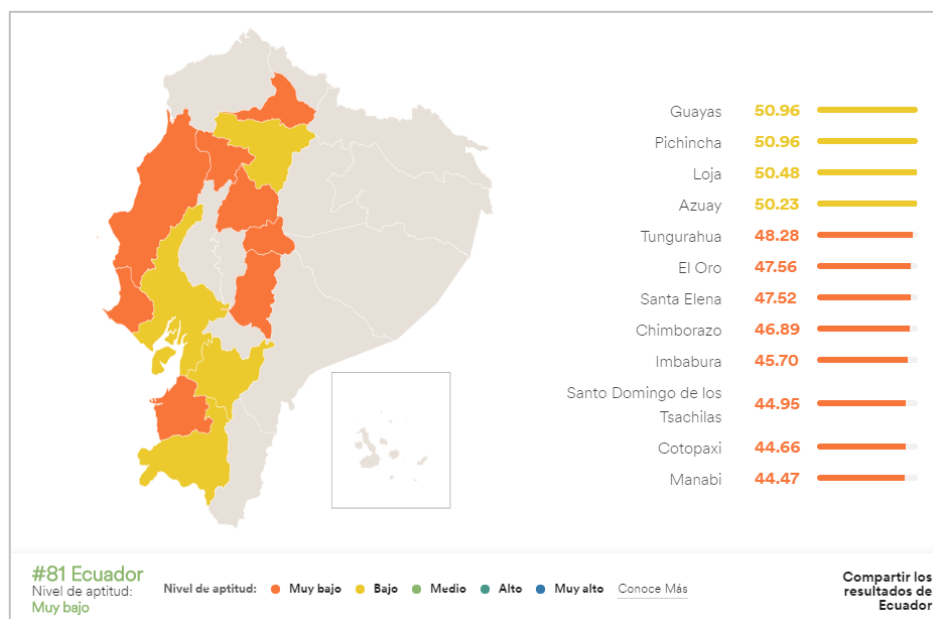 Guayas 50.96
Pichincha 50.96
Loja 50.48
Azuay 50.23
Tungurahua 48.28
El Oro 47.56
Santa Elena 47.52
Chimborazo 46.89
Imbabura 45.70
Santo Domingo de los
Tsachilas 44.95
Cotopaxi 44.66
Manabi 44.47
#81 Ecuador
Nivel de aptitud:
Muy bajo
Nivel de aptitud: Muy bajo Bajo Medio Alto Muy alto Conoce Más
Compartir los
resultados de
Ecuador